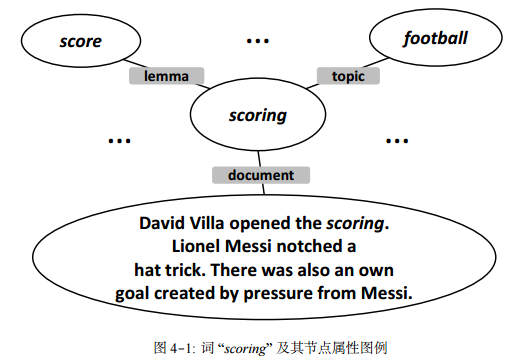 score
...
football
lemma
topic
scoring
...
...
document
David Villa opened the scoring.
Lionel Messi notched a
hat trick. There was also an own
goal created by pressure from Messi.
图 4-1: 词 “scoring” 及其节点属性图例